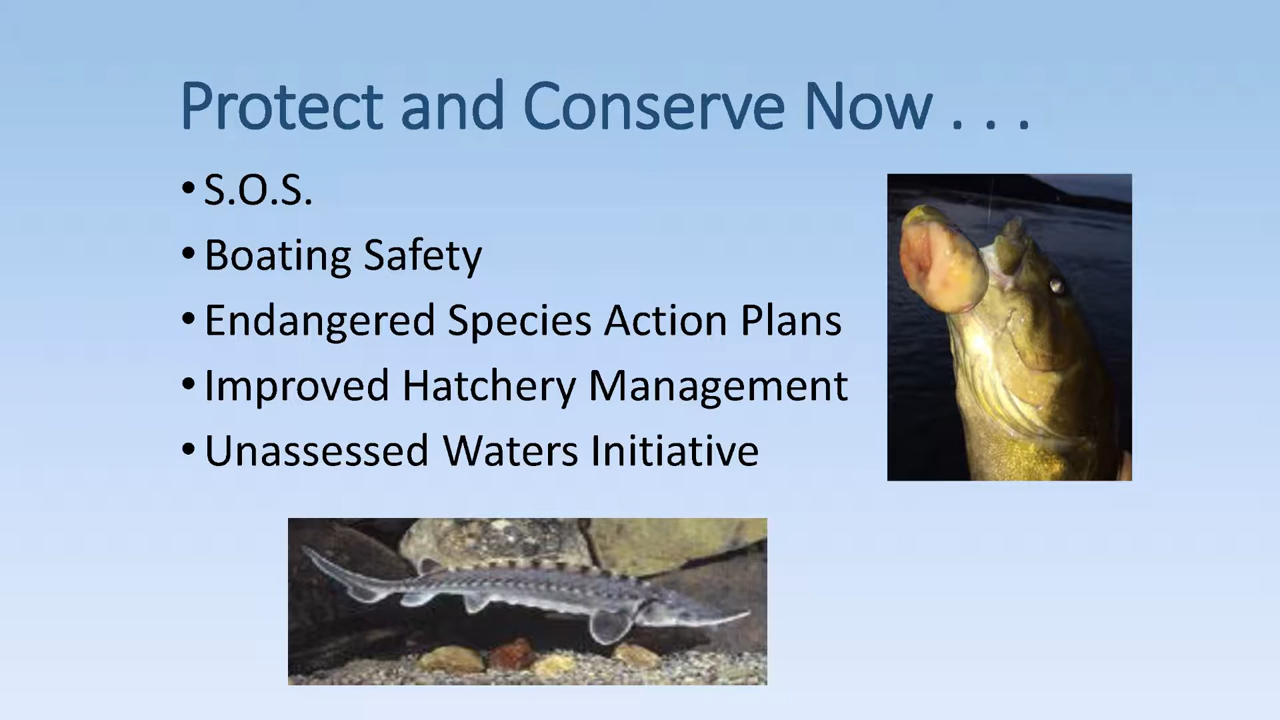 Protect and Conserve Now . . .
• S.O.S.
• Boating Safety
• Endangered Species Action Plans
• Improved Hatchery Management
• Unassessed Waters Initiative